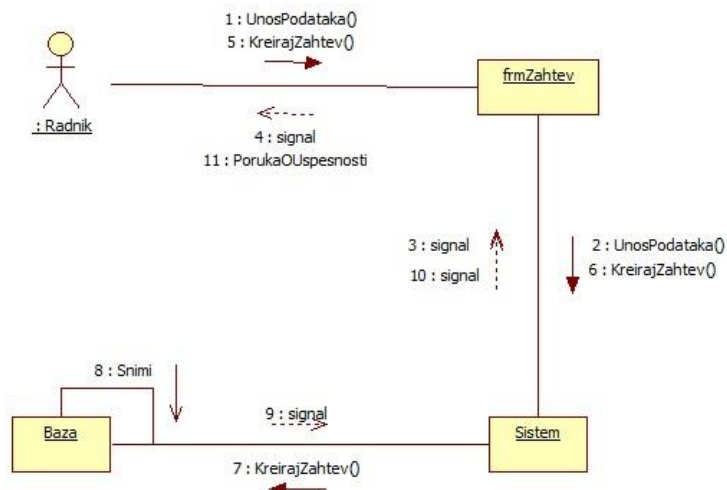 1 : UnosPodataka()
5 : KreirajZahtev()
frmZahtev
: Radnik
4 : signal
11 : PorukaOUspesnosti
3 : signal
2 : UnosPodataka()
10 : signal
6 : KreirajZahtev()
8 : Snimi
9 : signal
Baza
Sistem
7 : KreirajZahtev()